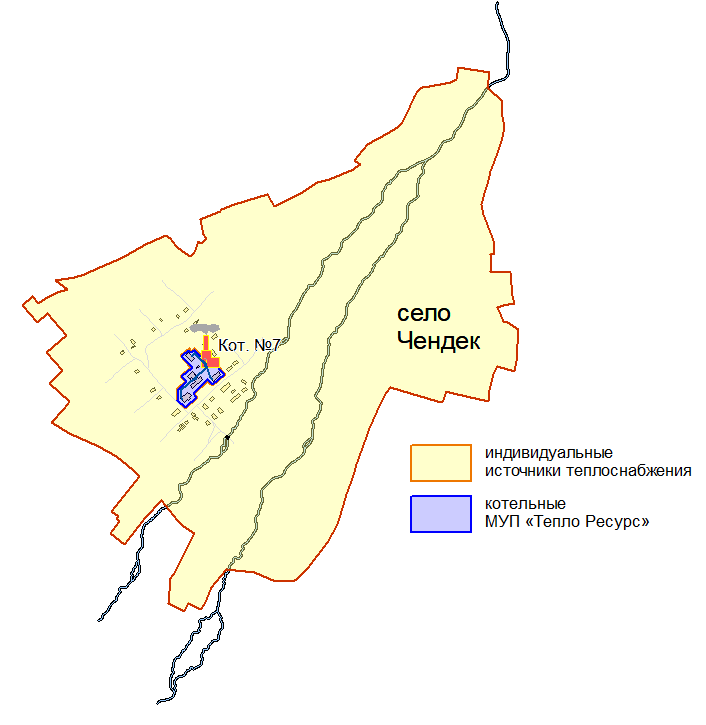 село
Чендек
Кот. №7
индивидуальные
источники теплоснабжения
котельные
МУП «Тепло Ресурс»